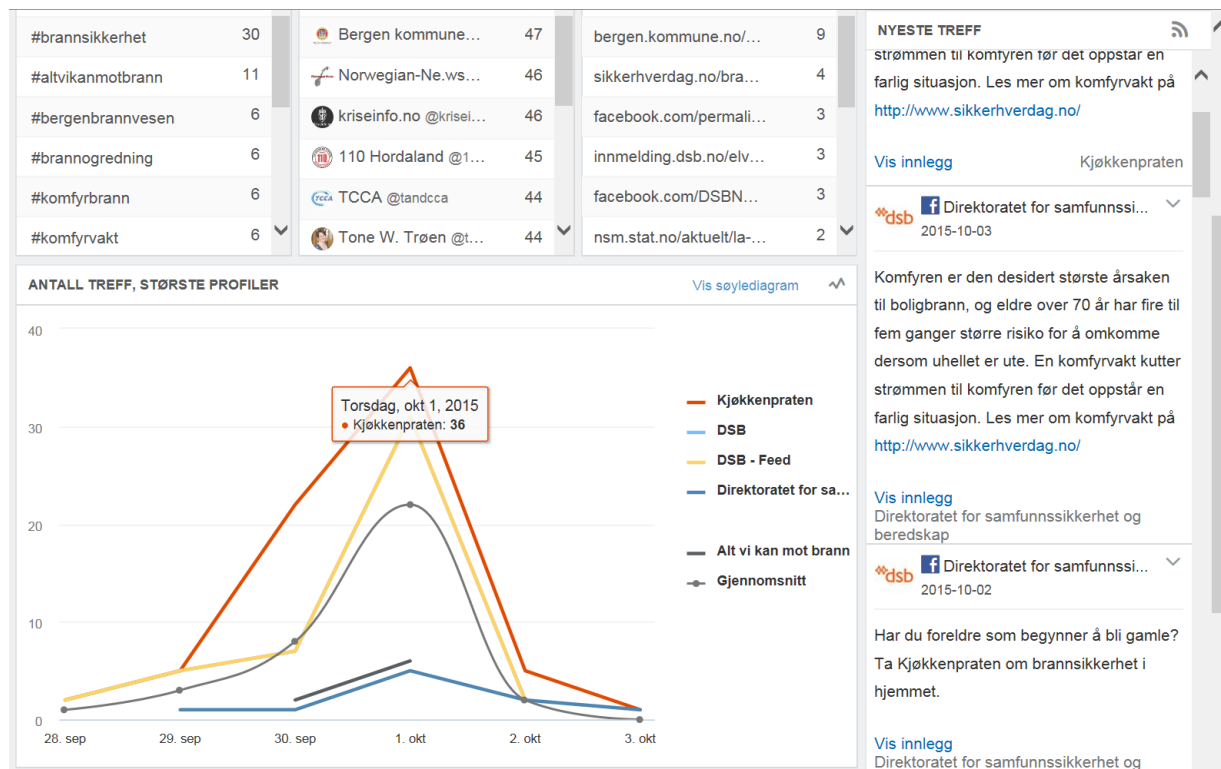 #brannsikkerhet 30
#altvikanmotbrann 11
#bergenbrannvesen 6
#brannogredning 6
#komfyrbrann 6
#komfyrvakt 6
Bergen kommune... 47
Norwegian-Ne.ws... 46
kriseinfo.no @krisei... 46
110 Hordaland @1... 45
TCCA @tandcca 44
Tone W. Trøen @t... 44
bergen.kommune.no/... 9
sikkerhverdag.no/bra... 4
facebook.com/permali... 3
innmelding.dsb.no/elv... 3
facebook.com/DSBN... 3
nsm.stat.no/aktuelt/la-... 2
ANTALL TREFF, STØRSTE PROFILER Vis søylediagram
40
30
20
10
0
Torsdag, okt 1, 2015
Kjøkkenpraten: 36
28. sep 29. sep 30. sep 1. okt 2. okt 3. okt
Kjøkkenpraten
DSB
DSB - Feed
Direktoratet for sa...
Alt vi kan mot brann
Gjennomsnitt
NYESTE TREFF
strømmen til komfyren før det oppstår en
farlig situasjon. Les mer om komfyrvakt på
http://www.sikkerhverdag.no/
Vis innlegg Kjøkkenpraten
dsb Direktoratet for samfunnssi...
2015-10-03
Komfyren er den desidert største årsaken
til boligbrann, og eldre over 70 år har fire til
fem ganger større risiko for å omkomme
dersom uhellet er ute. En komfyrvakt kutter
strømmen til komfyren før det oppstår en
farlig situasjon. Les mer om komfyrvakt på
http://www.sikkerhverdag.no/
Vis innlegg
Direktoratet for samfunnssikkerhet og
beredskap
dsb Direktoratet for samfunnssi...
2015-10-02
Har du foreldre som begynner å bli gamle?
Ta Kjøkkenpraten om brannsikkerhet i
hjemmet.
Vis innlegg
Direktoratet for samfunnssikkerhet og